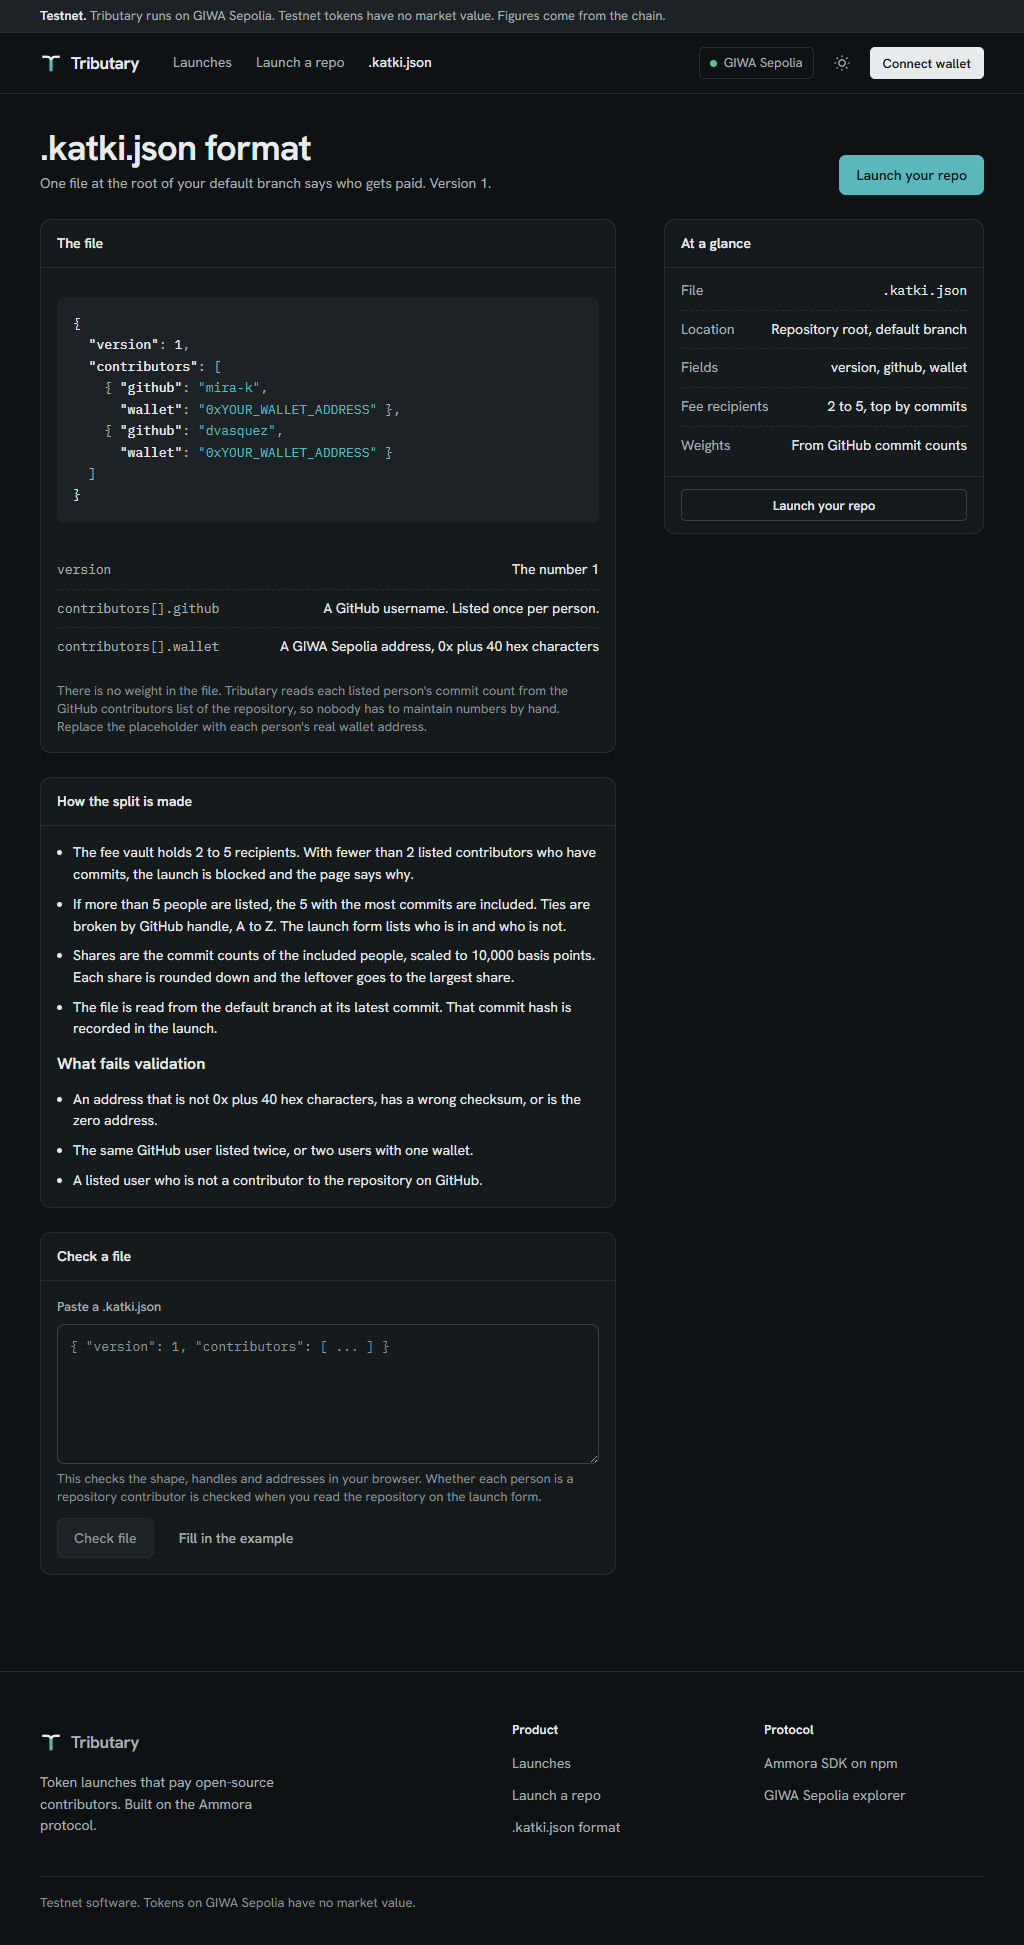 Testnet. Tributary runs on GIWA Sepolia. Testnet tokens have no market value. Figures come from the chain.
Tributary
Launches
Launch a repo
.katki.json
GIWA Sepolia
Connect wallet
.katki.json format
One file at the root of your default branch says who gets paid. Version 1.
Launch your repo
The file
{
  "version": 1,
  "contributors": [
    { "github": "mira-k",
      "wallet": "0xYOUR_WALLET_ADDRESS" },
    { "github": "dvasquez",
      "wallet": "0xYOUR_WALLET_ADDRESS" }
  ]
}
version The number 1
contributors[].github A GitHub username. Listed once per person.
contributors[].wallet A GIWA Sepolia address, 0x plus 40 hex characters
There is no weight in the file. Tributary reads each listed person's commit count from the
GitHub contributors list of the repository, so nobody has to maintain numbers by hand.
Replace the placeholder with each person's real wallet address.
At a glance
File .katki.json
Location Repository root, default branch
Fields version, github, wallet
Fee recipients 2 to 5, top by commits
Weights From GitHub commit counts
Launch your repo
How the split is made
• The fee vault holds 2 to 5 recipients. With fewer than 2 listed contributors who have
commits, the launch is blocked and the page says why.
• If more than 5 people are listed, the 5 with the most commits are included. Ties are
broken by GitHub handle, A to Z. The launch form lists who is in and who is not.
• Shares are the commit counts of the included people, scaled to 10,000 basis points.
Each share is rounded down and the leftover goes to the largest share.
• The file is read from the default branch at its latest commit. That commit hash is
recorded in the launch.
What fails validation
• An address that is not 0x plus 40 hex characters, has a wrong checksum, or is the
zero address.
• The same GitHub user listed twice, or two users with one wallet.
• A listed user who is not a contributor to the repository on GitHub.
Check a file
Paste a .katki.json
{ "version": 1, "contributors": [ ... ] }
This checks the shape, handles and addresses in your browser. Whether each person is a
repository contributor is checked when you read the repository on the launch form.
Check file
Fill in the example
Tributary
Token launches that pay open-source
contributors. Built on the Ammora
protocol.
Product
Launches
Launch a repo
.katki.json format
Protocol
Ammora SDK on npm
GIWA Sepolia explorer
Testnet software. Tokens on GIWA Sepolia have no market value.